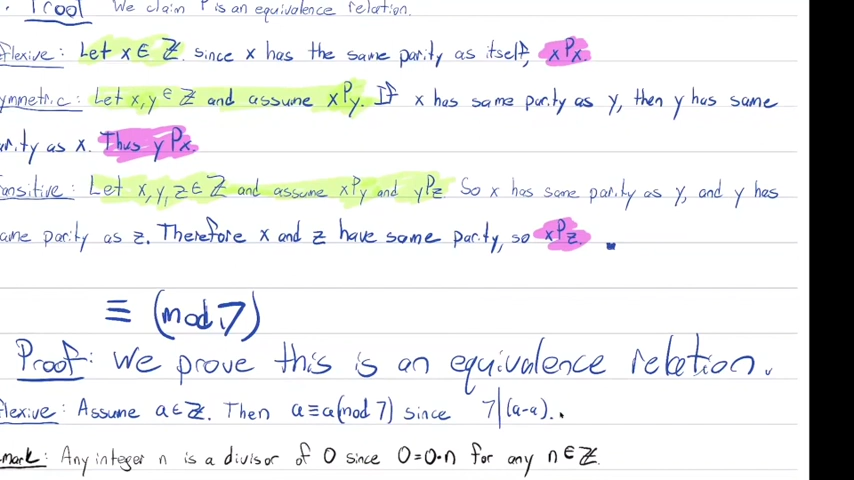 Proof We claim P is an equivalence relation.
flexive: Let x ∈ ℤ. since x has the same parity as itself, xPx.
ymmetric: Let x, y ∈ ℤ and assume xPy. If x has same parity as y, then y has same
arity as x. Thus yPx.
ansitive: Let x, y, z ∈ ℤ and assume xPy and yPz. So x has same parity as y, and y has
ame parity as z. Therefore x and z have same parity, so xPz.
≡ (mod 7)
Proof: We prove this is an equivalence relation.
flexive: Assume a ∈ ℤ. Then a ≡ a (mod 7) since 7|(a-a).
mark: Any integer n is a divisor of 0 since 0=0·n for any n ∈ ℤ.